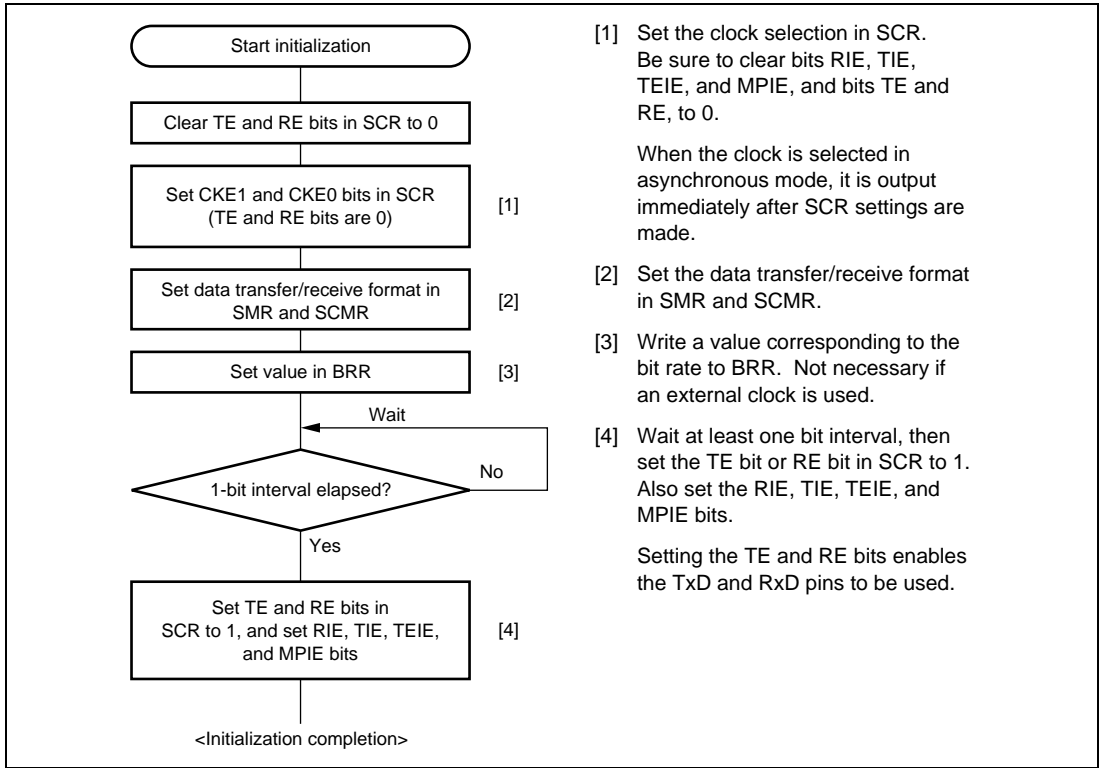 Start initialization
Clear TE and RE bits in SCR to 0
Set CKE1 and CKE0 bits in SCR
(TE and RE bits are 0)
[1]
Set data transfer/receive format in
SMR and SCMR
[2]
Set value in BRR
[3]
Wait
No
1-bit interval elapsed?
Yes
Set TE and RE bits in
SCR to 1, and set RIE, TIE, TEIE,
and MPIE bits
[4]
<Initialization completion>
[1] Set the clock selection in SCR.
Be sure to clear bits RIE, TIE,
TEIE, and MPIE, and bits TE and
RE, to 0.
When the clock is selected in
asynchronous mode, it is output
immediately after SCR settings are
made.
[2] Set the data transfer/receive format
in SMR and SCMR.
[3] Write a value corresponding to the
bit rate to BRR. Not necessary if
an external clock is used.
[4] Wait at least one bit interval, then
set the TE bit or RE bit in SCR to 1.
Also set the RIE, TIE, TEIE, and
MPIE bits.
Setting the TE and RE bits enables
the TxD and RxD pins to be used.